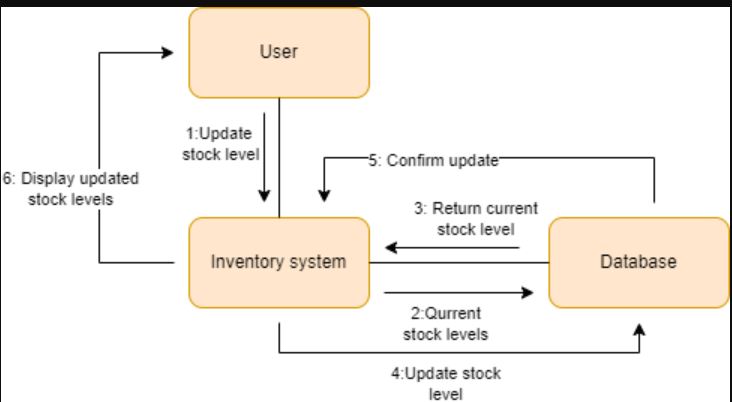 User
1:Update
stock level
5: Confirm update
6: Display updated
stock levels
3: Return current
stock level
Inventory system
Database
2:Qurrent
stock levels
4:Update stock
level